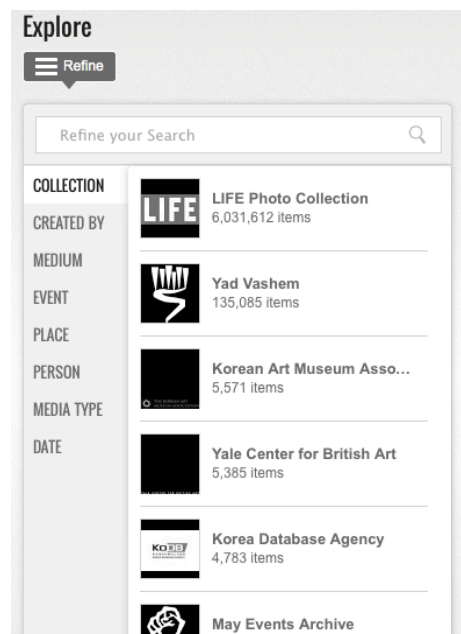 Explore
Refine
Refine your Search
COLLECTION
CREATED BY
MEDIUM
EVENT
PLACE
PERSON
MEDIA TYPE
DATE
LIFE
LIFE Photo Collection
6,031,612 items
Yad Vashem
135,085 items
Korean Art Museum Asso...
5,571 items
Yale Center for British Art
5,385 items
KODB
Korea Database Agency
4,783 items
May Events Archive